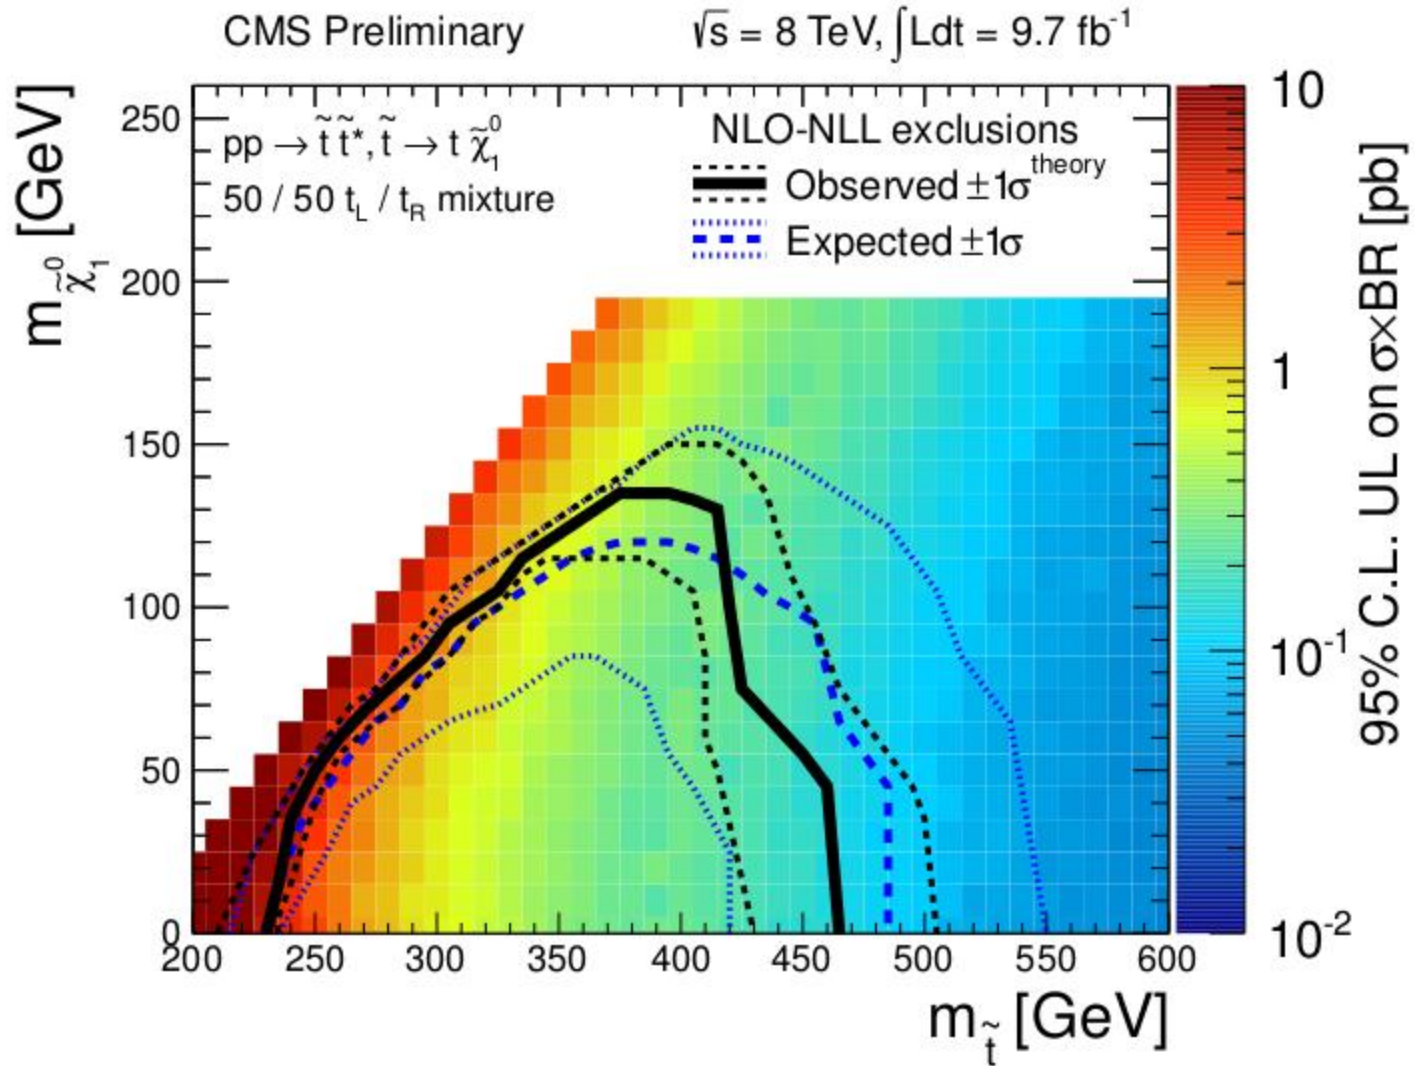 CMS Preliminary
√s = 8 TeV, ∫Ldt = 9.7 fb⁻¹
pp → t̃ t̃*, t̃ → t χ̃₁⁰
50 / 50 t_L / t_R mixture
NLO-NLL exclusions
Observed ±1σ^theory
Expected ±1σ
m_χ̃₁⁰ [GeV]
250
200
150
100
50
0
200
250
300
350
400
450
500
550
600
m_t̃ [GeV]
10
1
10⁻¹
10⁻²
95% C.L. UL on σ×BR [pb]